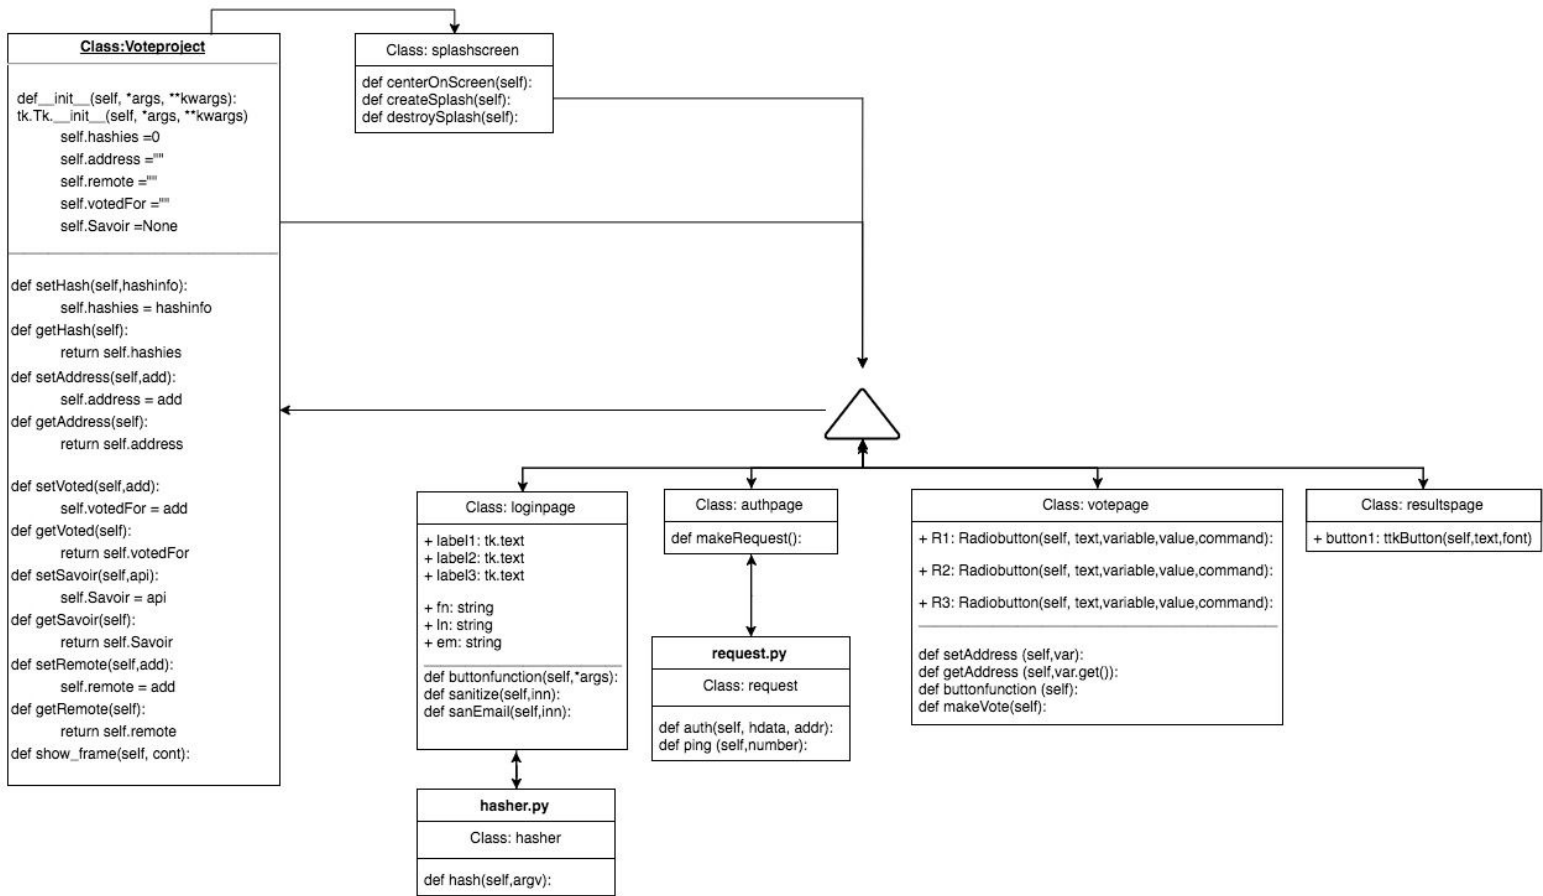 Class:Voteproject
def__init__(self, *args, **kwargs):
tk.Tk.__init__(self, *args, **kwargs)
self.hashies =0
self.address =""
self.remote =""
self.votedFor =""
self.Savoir =None
def setHash(self,hashinfo):
self.hashies = hashinfo
def getHash(self):
return self.hashies
def setAddress(self,add):
self.address = add
def getAddress(self):
return self.address
def setVoted(self,add):
self.votedFor = add
def getVoted(self):
return self.votedFor
def setSavoir(self,api):
self.Savoir = api
def getSavoir(self):
return self.Savoir
def setRemote(self,add):
self.remote = add
def getRemote(self):
return self.remote
def show_frame(self, cont):
Class: splashscreen
def centerOnScreen(self):
def createSplash(self):
def destroySplash(self):
Class: loginpage
+ label1: tk.text
+ label2: tk.text
+ label3: tk.text
+ fn: string
+ ln: string
+ em: string
def buttonfunction(self,*args):
def sanitize(self,inn):
def sanEmail(self,inn):
hasher.py
Class: hasher
def hash(self,argv):
Class: authpage
def makeRequest():
request.py
Class: request
def auth(self, hdata, addr):
def ping (self,number):
Class: votepage
+ R1: Radiobutton(self, text,variable,value,command):
+ R2: Radiobutton(self, text,variable,value,command):
+ R3: Radiobutton(self, text,variable,value,command):
def setAddress (self,var):
def getAddress (self,var.get()):
def buttonfunction (self):
def makeVote(self):
Class: resultspage
+ button1: ttkButton(self,text,font)